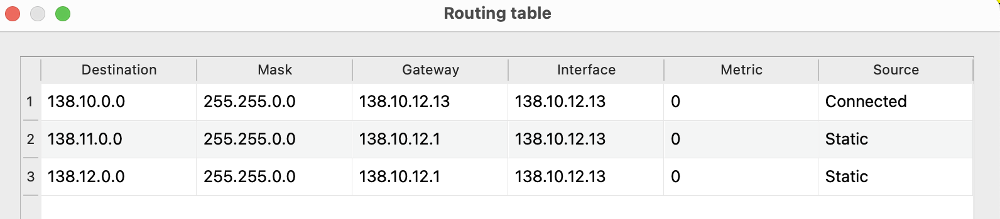 Routing table
Destination Mask Gateway Interface Metric Source
1 138.10.0.0 255.255.0.0 138.10.12.13 138.10.12.13 0 Connected
2 138.11.0.0 255.255.0.0 138.10.12.1 138.10.12.13 0 Static
3 138.12.0.0 255.255.0.0 138.10.12.1 138.10.12.13 0 Static